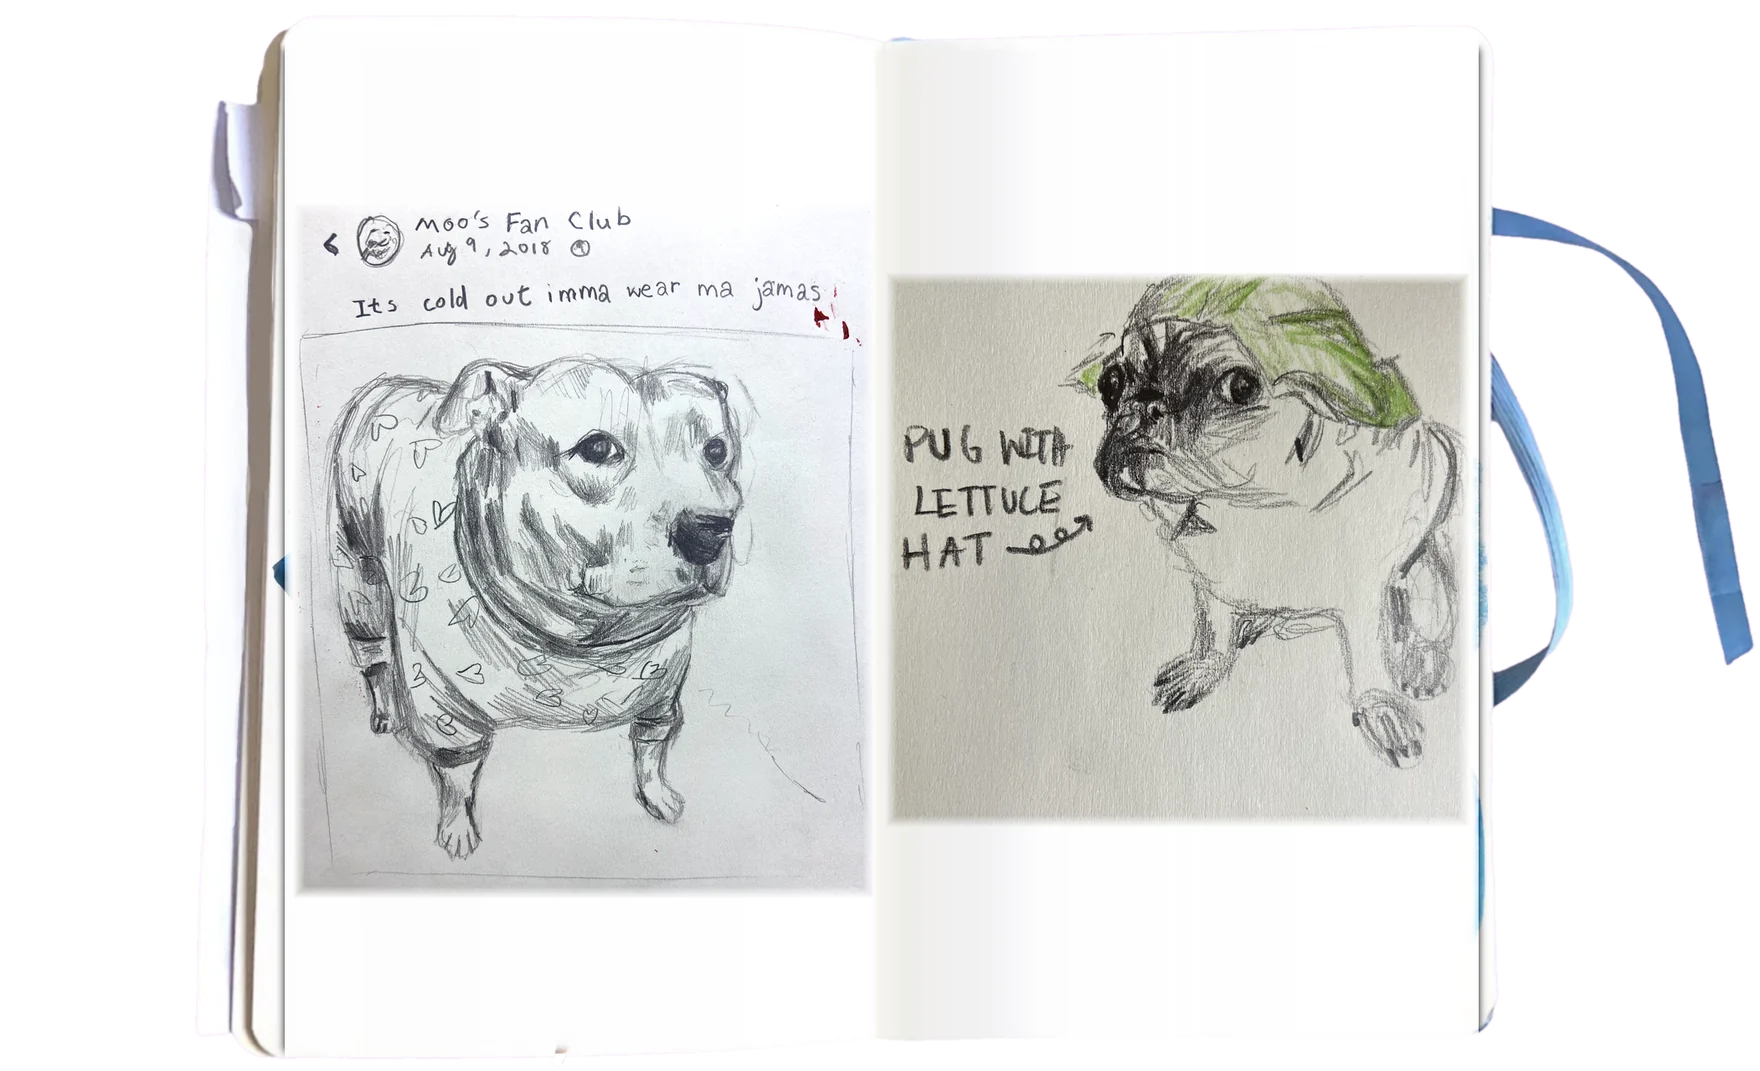 Moo's Fan Club
Aug 9, 2018
Its cold out imma wear ma jamas
PUG WITH
LETTUCE
HAT